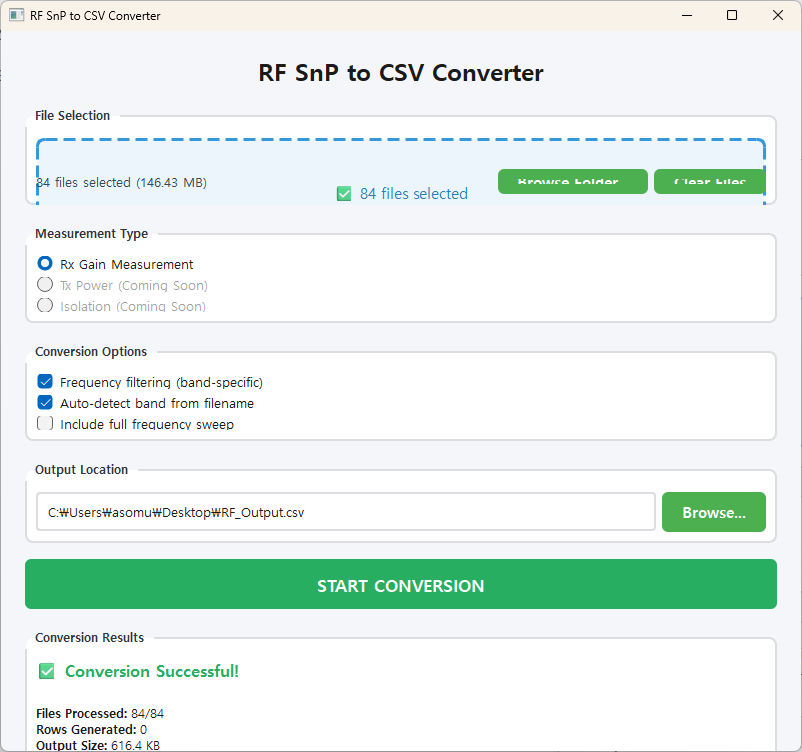 RF SnP to CSV Converter
RF SnP to CSV Converter
File Selection
84 files selected (146.43 MB)
✅ 84 files selected
Browse Folder
Clear Files
Measurement Type
Rx Gain Measurement
Tx Power (Coming Soon)
Isolation (Coming Soon)
Conversion Options
Frequency filtering (band-specific)
Auto-detect band from filename
Include full frequency sweep
Output Location
C:₩Users₩asomu₩Desktop₩RF_Output.csv
Browse...
START CONVERSION
Conversion Results
✅ Conversion Successful!
Files Processed: 84/84
Rows Generated: 0
Output Size: 616.4 KB